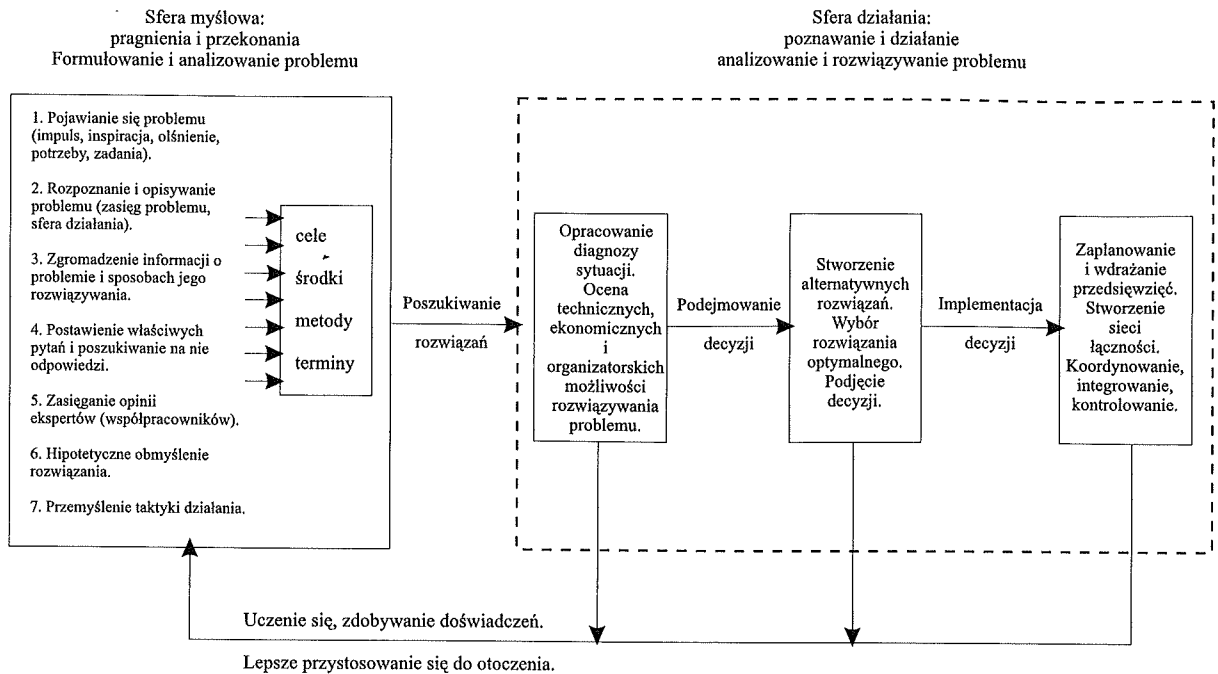 Sfera myślowa:
pragnienia i przekonania
Formułowanie i analizowanie problemu
Sfera działania:
poznawanie i działanie
analizowanie i rozwiązywanie problemu
1. Pojawianie się problemu
(impuls, inspiracja, olśnienie,
potrzeby, zadania).
2. Rozpoznanie i opisywanie
problemu (zasięg problemu,
sfera działania).
3. Zgromadzenie informacji o
problemie i sposobach jego
rozwiązywania.
4. Postawienie właściwych
pytań i poszukiwanie na nie
odpowiedzi.
5. Zasięganie opinii
ekspertów (współpracowników).
6. Hipotetyczne obmyślenie
rozwiązania.
7. Przemyślenie taktyki działania.
cele
środki
metody
terminy
Poszukiwanie
rozwiązań
Opracowanie
diagnozy
sytuacji.
Ocena
technicznych,
ekonomicznych
i
organizatorskich
możliwości
rozwiązywania
problemu.
Podejmowanie
decyzji
Stworzenie
alternatywnych
rozwiązań.
Wybór
rozwiązania
optymalnego.
Podjęcie
decyzji.
Implementacja
decyzji
Zaplanowanie
i wdrażanie
przedsięwzięć.
Stworzenie
sieci
łączności.
Koordynowanie,
integrowanie,
kontrolowanie.
Uczenie się, zdobywanie doświadczeń.
Lepsze przystosowanie się do otoczenia.